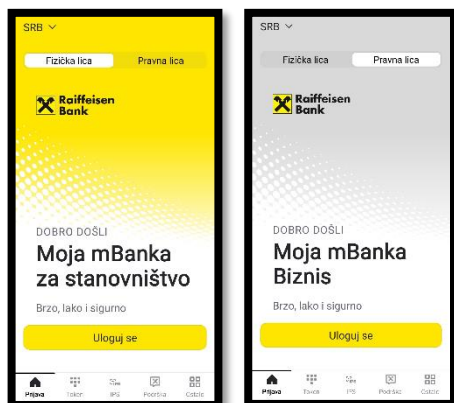 SRB
Fizička lica
Pravna lica
Raiffeisen
Bank
DOBRO DOŠLI
Moja mBanka
za stanovništvo
Brzo, lako i sigurno
Uloguj se
Prijava
Token
IPS
Podrška
Ostalo
SRB
Fizička lica
Pravna lica
Raiffeisen
Bank
DOBRO DOŠLI
Moja mBanka
Biznis
Brzo, lako i sigurno
Uloguj se
Prijava
Token
IPS
Podrška
Ostalo